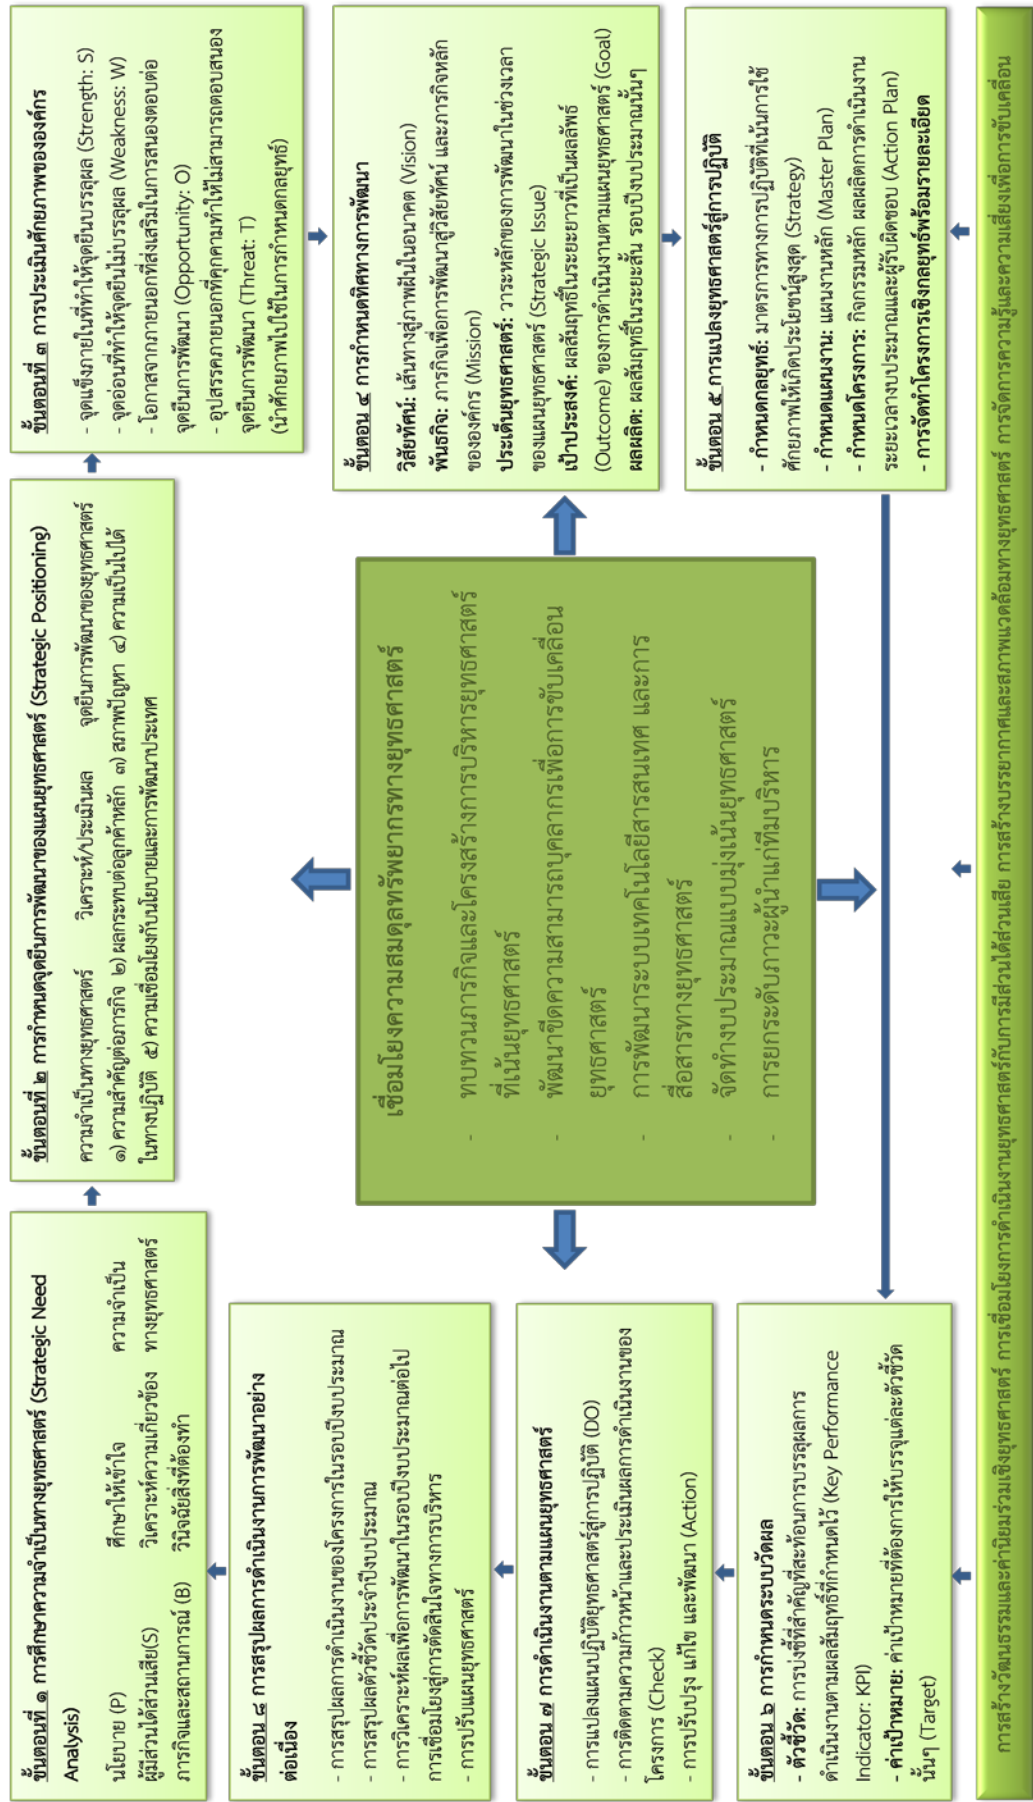 ขั้นตอนที่ ๑ การศึกษาความจำเป็นทางยุทธศาสตร์ (Strategic Need
Analysis)
นโยบาย (P) ศึกษาให้เข้าใจ ความจำเป็น
ผู้มีส่วนได้ส่วนเสีย(S) วิเคราะห์ความเกี่ยวข้อง ทางยุทธศาสตร์
ภารกิจและสถานการณ์ (B) วินิจฉัยสิ่งที่ต้องทำ
ขั้นตอนที่ ๒ การกำหนดจุดยืนการพัฒนาของแผนยุทธศาสตร์ (Strategic Positioning)
ความจำเป็นทางยุทธศาสตร์ วิเคราะห์/ประเมินผล จุดยืนการพัฒนาของยุทธศาสตร์
๑) ความสำคัญต่อภารกิจ ๒) ผลกระทบต่อลูกค้าหลัก ๓) สภาพปัญหา ๔) ความเป็นไปได้
ในทางปฏิบัติ ๕) ความเชื่อมโยงกับนโยบายและการพัฒนาประเทศ
ขั้นตอนที่ ๓ การประเมินศักยภาพขององค์กร
- จุดแข็งภายในที่ทำให้จุดยืนบรรลุผล (Strength: S)
- จุดอ่อนที่ทำให้จุดยืนไม่บรรลุผล (Weakness: W)
- โอกาสจากภายนอกที่ส่งเสริมในการสนองตอบต่อ
จุดยืนการพัฒนา (Opportunity: O)
- อุปสรรคภายนอกที่คุกคามทำให้ไม่สามารถตอบสนอง
จุดยืนการพัฒนา (Threat: T)
(นำศักยภาพไปใช้ในการกำหนดกลยุทธ์)
ขั้นตอน ๔ การกำหนดทิศทางการพัฒนา
วิสัยทัศน์: เส้นทางสู่ภาพฝันในอนาคต (Vision)
พันธกิจ: ภารกิจเพื่อการพัฒนาสู่วิสัยทัศน์ และภารกิจหลัก
ขององค์กร (Mission)
ประเด็นยุทธศาสตร์: วาระหลักของการพัฒนาในช่วงเวลา
ของแผนยุทธศาสตร์ (Strategic Issue)
เป้าประสงค์: ผลสัมฤทธิ์ในระยะยาวที่เป็นผลลัพธ์
(Outcome) ของการดำเนินงานตามแผนยุทธศาสตร์ (Goal)
ผลผลิต: ผลสัมฤทธิ์ในระยะสั้น รอบปีงบประมาณนั้นๆ
ขั้นตอน ๕ การแปลงยุทธศาสตร์สู่การปฏิบัติ
- กำหนดกลยุทธ์: มาตรการทางการปฏิบัติที่เน้นการใช้
ศักยภาพให้เกิดประโยชน์สูงสุด (Strategy)
- กำหนดแผนงาน: แผนงานหลัก (Master Plan)
- กำหนดโครงการ: กิจกรรมหลัก ผลผลิตการดำเนินงาน
ระยะเวลางบประมาณและผู้รับผิดชอบ (Action Plan)
- การจัดทำโครงการเชิงกลยุทธ์พร้อมรายละเอียด
เชื่อมโยงความสมดุลทรัพยากรทางยุทธศาสตร์
- ทบทวนภารกิจและโครงสร้างการบริหารยุทธศาสตร์
ที่เน้นยุทธศาสตร์
- พัฒนาขีดความสามารถบุคลากรเพื่อการขับเคลื่อน
ยุทธศาสตร์
- การพัฒนาระบบเทคโนโลยีสารสนเทศ และการ
สื่อสารทางยุทธศาสตร์
- จัดทำงบประมาณแบบมุ่งเน้นยุทธศาสตร์
- การยกระดับภาวะผู้นำแก่ทีมบริหาร
ขั้นตอน ๘ การสรุปผลการดำเนินงานการพัฒนาอย่าง
ต่อเนื่อง
- การสรุปผลการดำเนินงานของโครงการในรอบปีงบประมาณ
- การสรุปผลตัวชี้วัดประจำปีงบประมาณ
- การวิเคราะห์ผลเพื่อการพัฒนาในรอบปีงบประมาณต่อไป
การเชื่อมโยงสู่การตัดสินใจทางการบริหาร
- การปรับแผนยุทธศาสตร์
ขั้นตอน ๗ การดำเนินงานตามแผนยุทธศาสตร์
- การแปลงแผนปฏิบัติยุทธศาสตร์สู่การปฏิบัติ (DO)
- การติดตามความก้าวหน้าและประเมินผลการดำเนินงานของ
โครงการ (Check)
- การปรับปรุง แก้ไข และพัฒนา (Action)
ขั้นตอน ๖ การกำหนดระบบวัดผล
- ตัวชี้วัด: การบ่งชี้ที่สำคัญที่สะท้อนการบรรลุผลการ
ดำเนินงานตามผลสัมฤทธิ์ที่กำหนดไว้ (Key Performance
Indicator: KPI)
- ค่าเป้าหมาย: ค่าเป้าหมายที่ต้องการให้บรรจุแต่ละตัวชี้วัด
นั้นๆ (Target)
การสร้างวัฒนธรรมและค่านิยมร่วมเชิงยุทธศาสตร์ การเชื่อมโยงการดำเนินงานยุทธศาสตร์กับการมีส่วนได้ส่วนเสีย การสร้างบรรยากาศและสภาพแวดล้อมทางยุทธศาสตร์ การจัดการความรู้และความเสี่ยงเพื่อการขับเคลื่อน